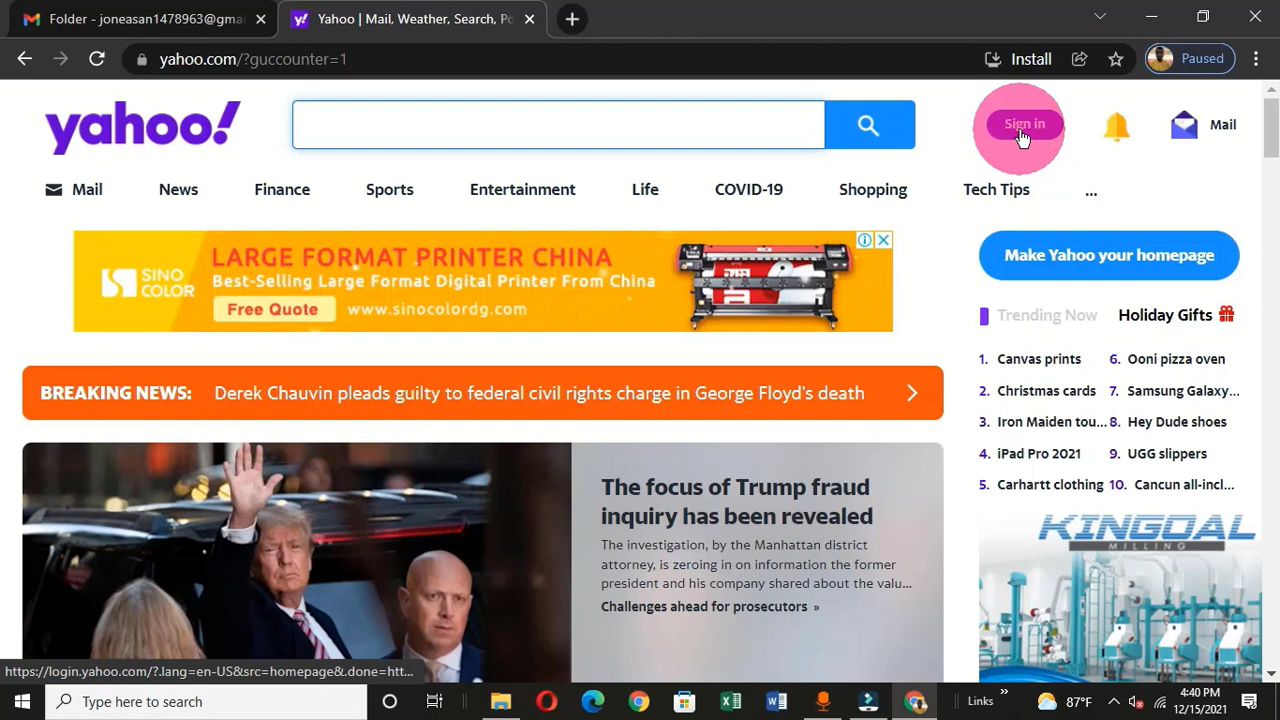 Folder - joneasan1478963@gmai
Yahoo | Mail, Weather, Search, Po
yahoo.com/?guccounter=1
Install
Paused
yahoo!
Sign in
Mail
Mail
News
Finance
Sports
Entertainment
Life
COVID-19
Shopping
Tech Tips
...
SINO COLOR
LARGE FORMAT PRINTER CHINA
Best-Selling Large Format Digital Printer From China
Free Quote
www.sinocolordg.com
Make Yahoo your homepage
Trending Now
Holiday Gifts
1. Canvas prints
6. Ooni pizza oven
2. Christmas cards
7. Samsung Galaxy...
3. Iron Maiden tou...
8. Hey Dude shoes
4. iPad Pro 2021
9. UGG slippers
5. Carhartt clothing
10. Cancun all-incl...
BREAKING NEWS: Derek Chauvin pleads guilty to federal civil rights charge in George Floyd's death
The focus of Trump fraud
inquiry has been revealed
The investigation, by the Manhattan district
attorney, is zeroing in on information the former
president and his company shared about the valu...
Challenges ahead for prosecutors »
KINGOAL
MILLING
https://login.yahoo.com/?.lang=en-US&src=homepage&.done=htt...
Type here to search
Links
87°F
4:40 PM
12/15/2021